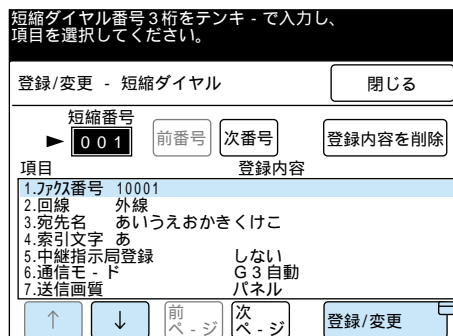 短縮ダイヤル番号3桁をテンキ-で入力し、
項目を選択してください。
登録/変更 - 短縮ダイヤル 閉じる
短縮番号
► 001 前番号 次番号 登録内容を削除
項目 登録内容
1.ファクス番号 10001
2.回線 外線
3.宛先名 あいうえおかきくけこ
4.索引文字 あ
5.中継指示局登録 しない
6.通信モ-ド G3自動
7.送信画質 パネル
↑ ↓ 前ペ-ジ 次ペ-ジ 登録/変更